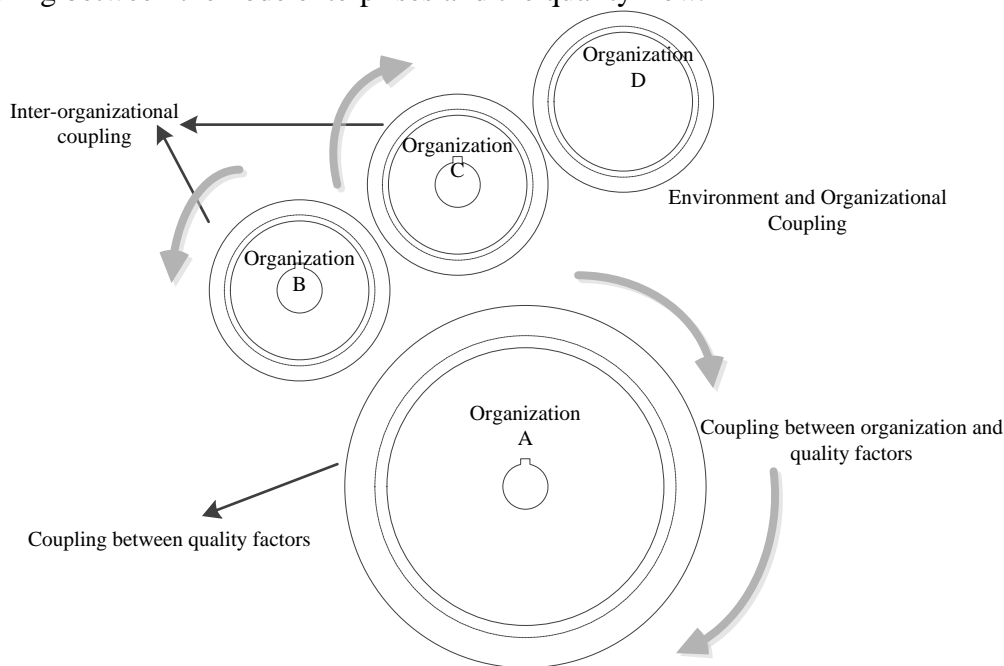 Organization
D
Inter-organizational
coupling
Organization
C
Environment and Organizational
Coupling
Organization
B
Organization
A
Coupling between organization and
quality factors
Coupling between quality factors